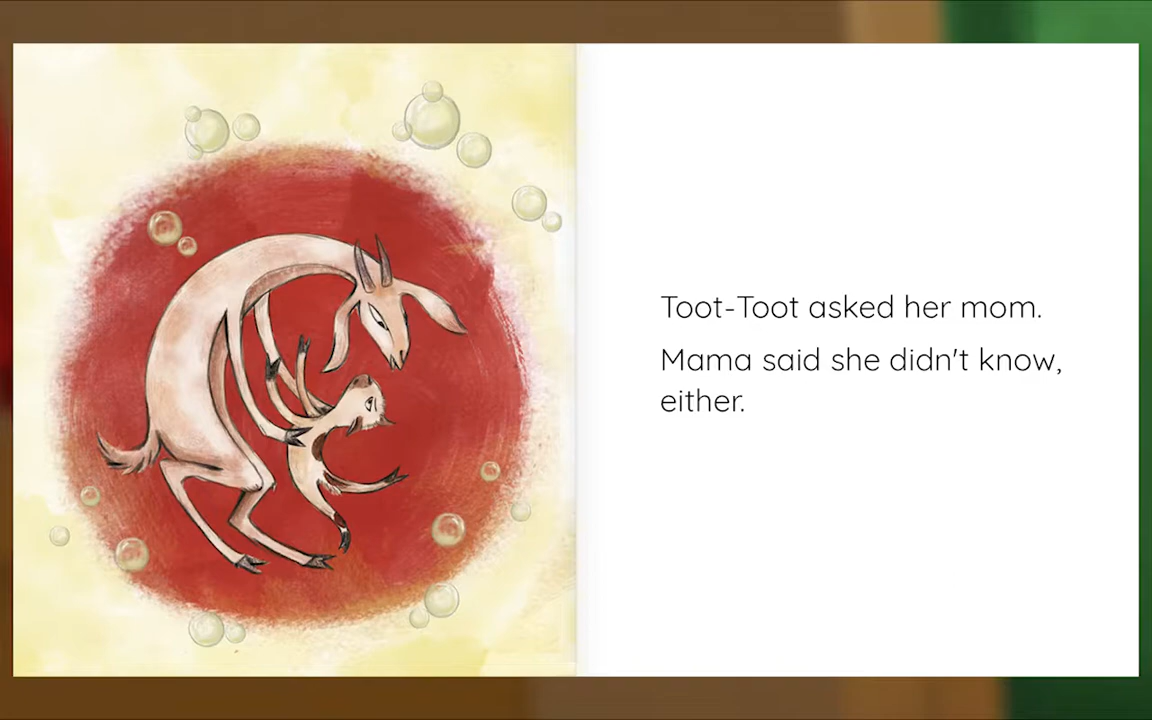 Toot-Toot asked her mom.
Mama said she didn't know,
either.